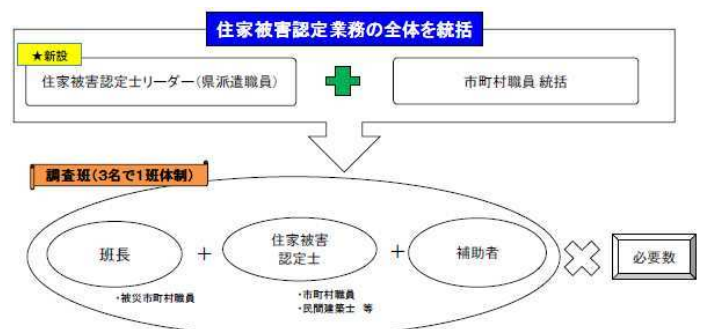 住家被害認定業務の全体を統括
★新設
住家被害認定士リーダー(県派遣職員)
市町村職員 統括
調査班(3名で1班体制)
班長
+
住家被害
認定士
+
補助者
必要数
・被災市町村職員
・市町村職員
・民間建築士 等